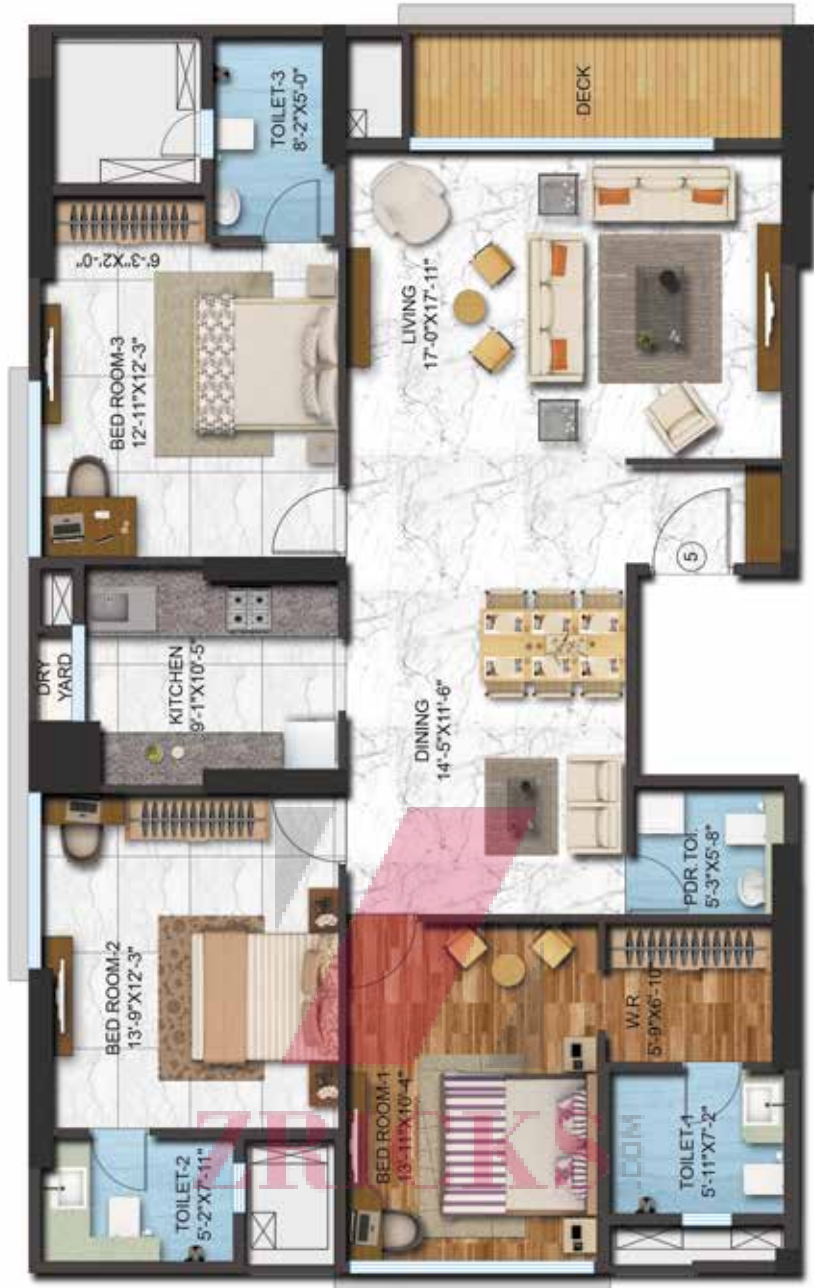 DECK
TOILET-3
8'-2"X5'-0"
6'-3"X2'-0"
BED ROOM-3
12'-11"X12'-3"
LIVING
17'-0"X17'-11"
5
DRY
YARD
KITCHEN
9'-1"X10'-5"
DINING
14'-5"X11'-6"
PDR.TOI.
5'-3"X5'-8"
BED ROOM-2
13'-9"X12'-3"
W.R.
5'-9"X6'-10"
BED ROOM-1
13'-11"X10'-4"
TOILET-2
5'-2"X7'-11"
TOILET-1
5'-11"X7'-2"
ZRICKS
.COM